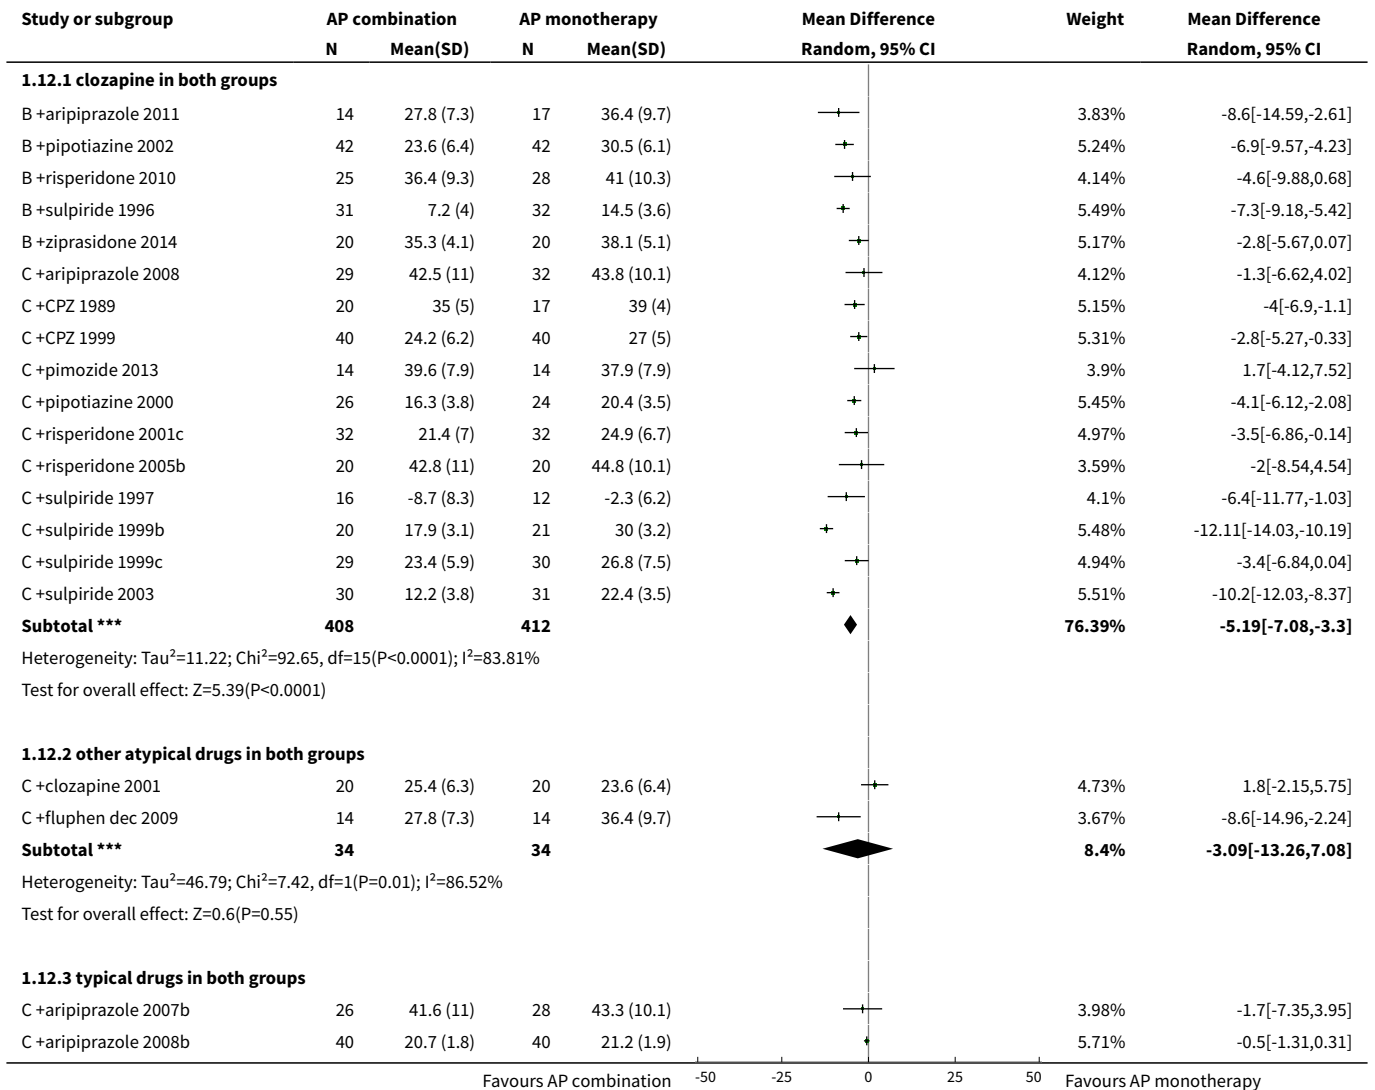 Study or subgroup AP combination AP monotherapy Mean Difference Weight Mean Difference
N Mean(SD) N Mean(SD) Random, 95% CI Random, 95% CI
1.12.1 clozapine in both groups
B +aripiprazole 2011 14 27.8 (7.3) 17 36.4 (9.7) 3.83% -8.6[-14.59,-2.61]
B +pipotiazine 2002 42 23.6 (6.4) 42 30.5 (6.1) 5.24% -6.9[-9.57,-4.23]
B +risperidone 2010 25 36.4 (9.3) 28 41 (10.3) 4.14% -4.6[-9.88,0.68]
B +sulpiride 1996 31 7.2 (4) 32 14.5 (3.6) 5.49% -7.3[-9.18,-5.42]
B +ziprasidone 2014 20 35.3 (4.1) 20 38.1 (5.1) 5.17% -2.8[-5.67,0.07]
C +aripiprazole 2008 29 42.5 (11) 32 43.8 (10.1) 4.12% -1.3[-6.62,4.02]
C +CPZ 1989 20 35 (5) 17 39 (4) 5.15% -4[-6.9,-1.1]
C +CPZ 1999 40 24.2 (6.2) 40 27 (5) 5.31% -2.8[-5.27,-0.33]
C +pimozide 2013 14 39.6 (7.9) 14 37.9 (7.9) 3.9% 1.7[-4.12,7.52]
C +pipotiazine 2000 26 16.3 (3.8) 24 20.4 (3.5) 5.45% -4.1[-6.12,-2.08]
C +risperidone 2001c 32 21.4 (7) 32 24.9 (6.7) 4.97% -3.5[-6.86,-0.14]
C +risperidone 2005b 20 42.8 (11) 20 44.8 (10.1) 3.59% -2[-8.54,4.54]
C +sulpiride 1997 16 -8.7 (8.3) 12 -2.3 (6.2) 4.1% -6.4[-11.77,-1.03]
C +sulpiride 1999b 20 17.9 (3.1) 21 30 (3.2) 5.48% -12.11[-14.03,-10.19]
C +sulpiride 1999c 29 23.4 (5.9) 30 26.8 (7.5) 4.94% -3.4[-6.84,0.04]
C +sulpiride 2003 30 12.2 (3.8) 31 22.4 (3.5) 5.51% -10.2[-12.03,-8.37]
Subtotal *** 408 412 76.39% -5.19[-7.08,-3.3]
Heterogeneity: Tau²=11.22; Chi²=92.65, df=15(P<0.0001); I²=83.81%
Test for overall effect: Z=5.39(P<0.0001)
1.12.2 other atypical drugs in both groups
C +clozapine 2001 20 25.4 (6.3) 20 23.6 (6.4) 4.73% 1.8[-2.15,5.75]
C +fluphen dec 2009 14 27.8 (7.3) 14 36.4 (9.7) 3.67% -8.6[-14.96,-2.24]
Subtotal *** 34 34 8.4% -3.09[-13.26,7.08]
Heterogeneity: Tau²=46.79; Chi²=7.42, df=1(P=0.01); I²=86.52%
Test for overall effect: Z=0.6(P=0.55)
1.12.3 typical drugs in both groups
C +aripiprazole 2007b 26 41.6 (11) 28 43.3 (10.1) 3.98% -1.7[-7.35,3.95]
C +aripiprazole 2008b 40 20.7 (1.8) 40 21.2 (1.9) 5.71% -0.5[-1.31,0.31]
Favours AP combination -50 -25 0 25 50 Favours AP monotherapy